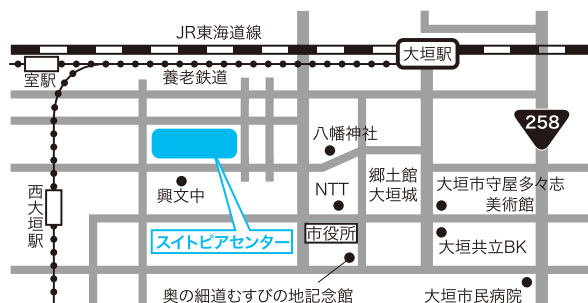 JR東海道線
大垣駅
室駅
養老鉄道
258
八幡神社
郷土館
大垣城
大垣市守屋多々志
美術館
興文中
NTT
西大垣駅
スイトピアセンター
市役所
大垣共立BK
奥の細道むすびの地記念館
大垣市民病院